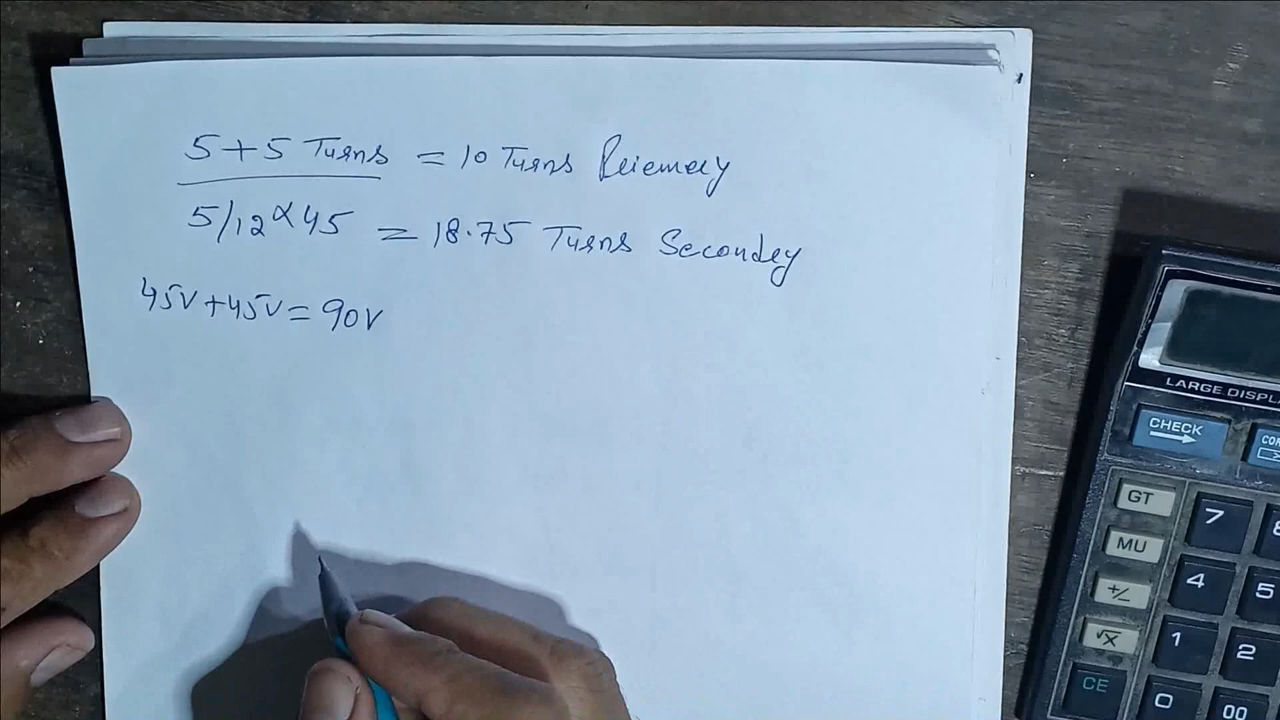 5+5 Turns = 10 Turns Priemery
5/12×45 = 18.75 Turns Secondey
45V+45V=90V
LARGE DISPL
CHECK
GT
MU
+/-
√X
CE
7
4
5
1
2
0
00